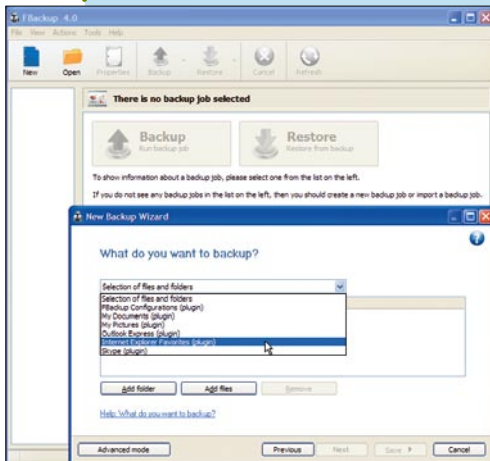 FBackup 4.0
File View Actions Tools Help
New Open Properties Backup Restore Cancel Refresh
There is no backup job selected
Backup
Run backup job
Restore
Restore from backup
To show information about a backup job, please select one from the list on the left.
If you do not see any backup jobs in the list on the left, then you should create a new backup job or import a backup job.
New Backup Wizard
What do you want to backup?
Selection of files and folders
Selection of files and folders
FBackup Configurations (plugin)
My Documents (plugin)
My Pictures (plugin)
Outlook Express (plugin)
Internet Explorer Favorites (plugin)
Skype (plugin)
Add folder Add files Remove
Help: What do you want to backup?
Advanced mode Previous Next Save Cancel